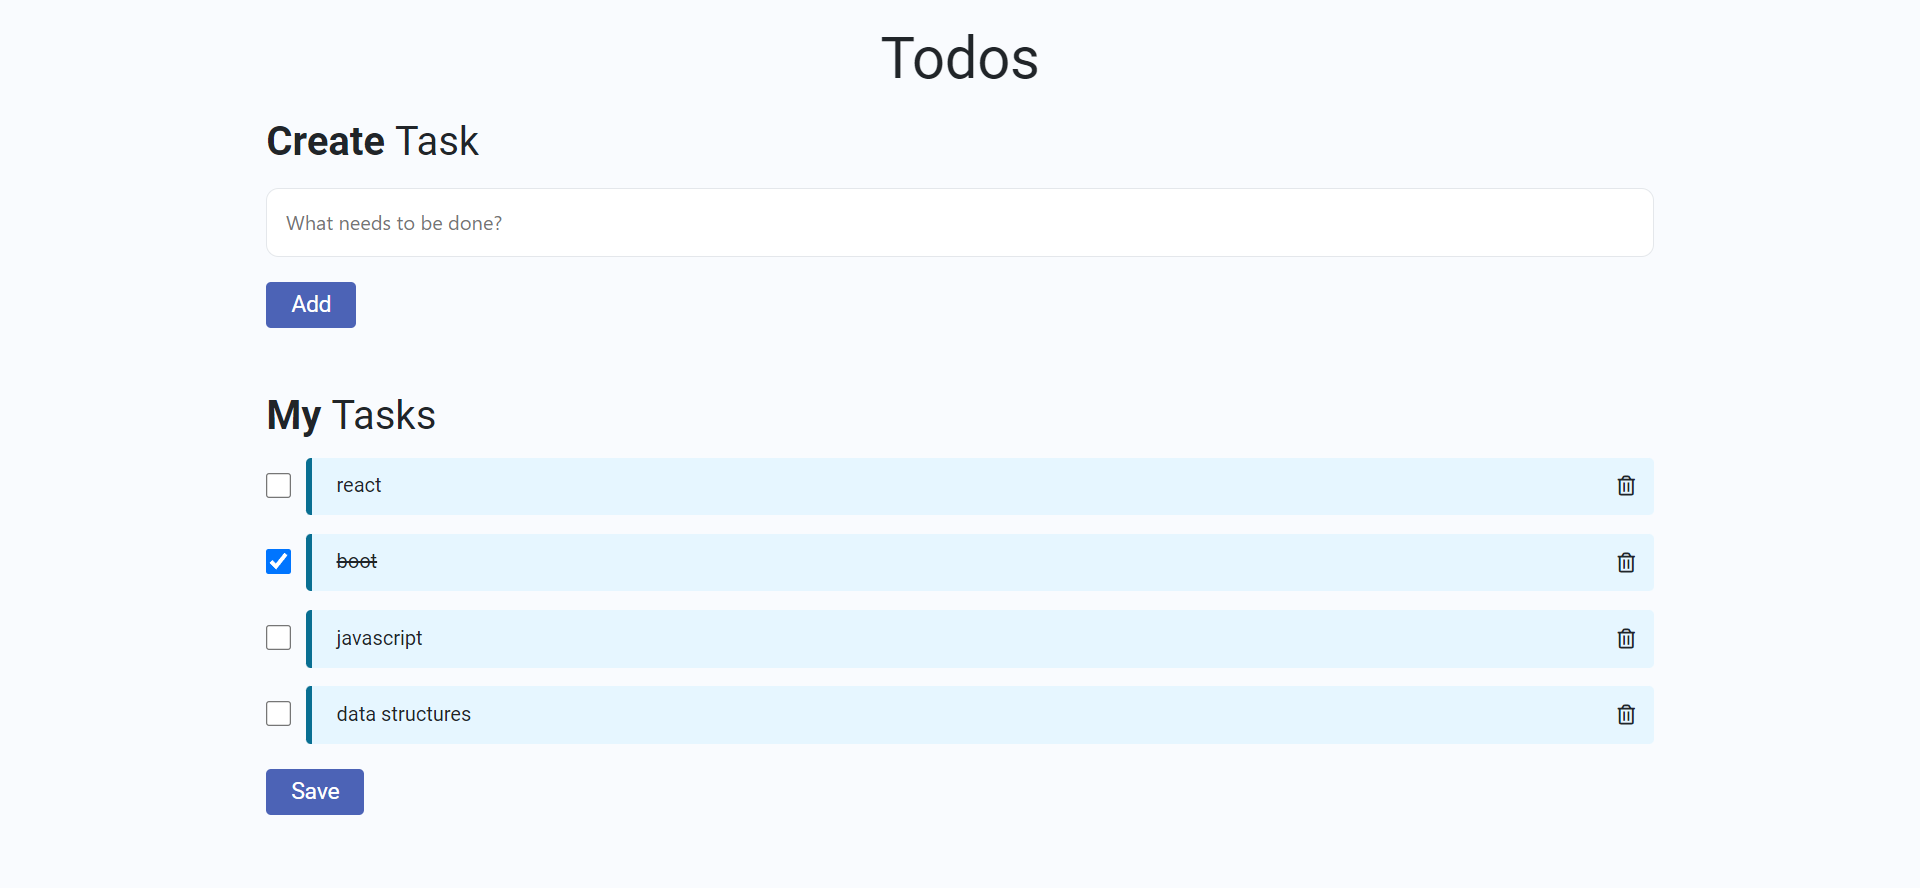 Todos
Create Task
What needs to be done?
Add
My Tasks
react
boot
javascript
data structures
Save